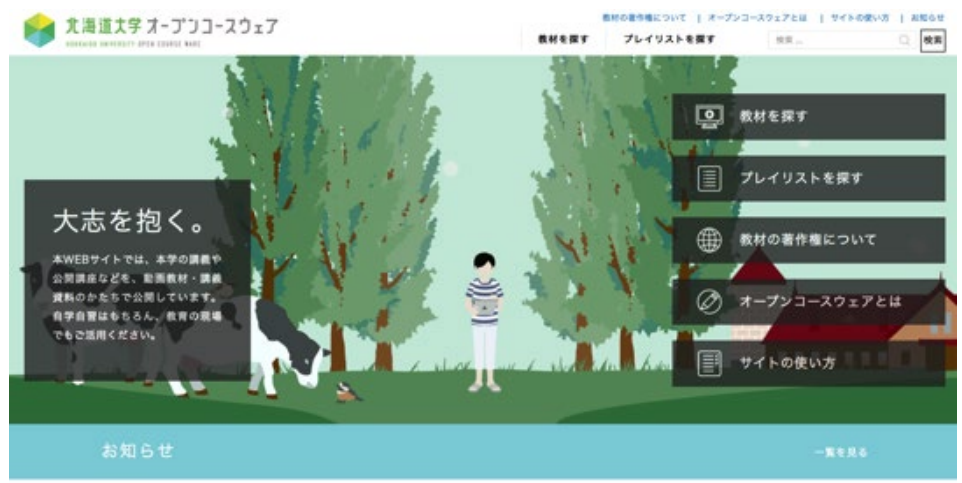 北海道大学 オープンコースウェア
HOKKAIDO UNIVERSITY OPEN COURSE WARE
教材の著作権について | オープンコースウェアとは | サイトの使い方 | お知らせ
教材を探す プレイリストを探す 検索 ... 検索
大志を抱く。
本WEBサイトでは、本学の講義や
公開講座などを、動画教材・講義
資料のかたちで公開しています。
自学自習はもちろん、教育の現場
でもご活用ください。
教材を探す
プレイリストを探す
教材の著作権について
オープンコースウェアとは
サイトの使い方
お知らせ
一覧を見る